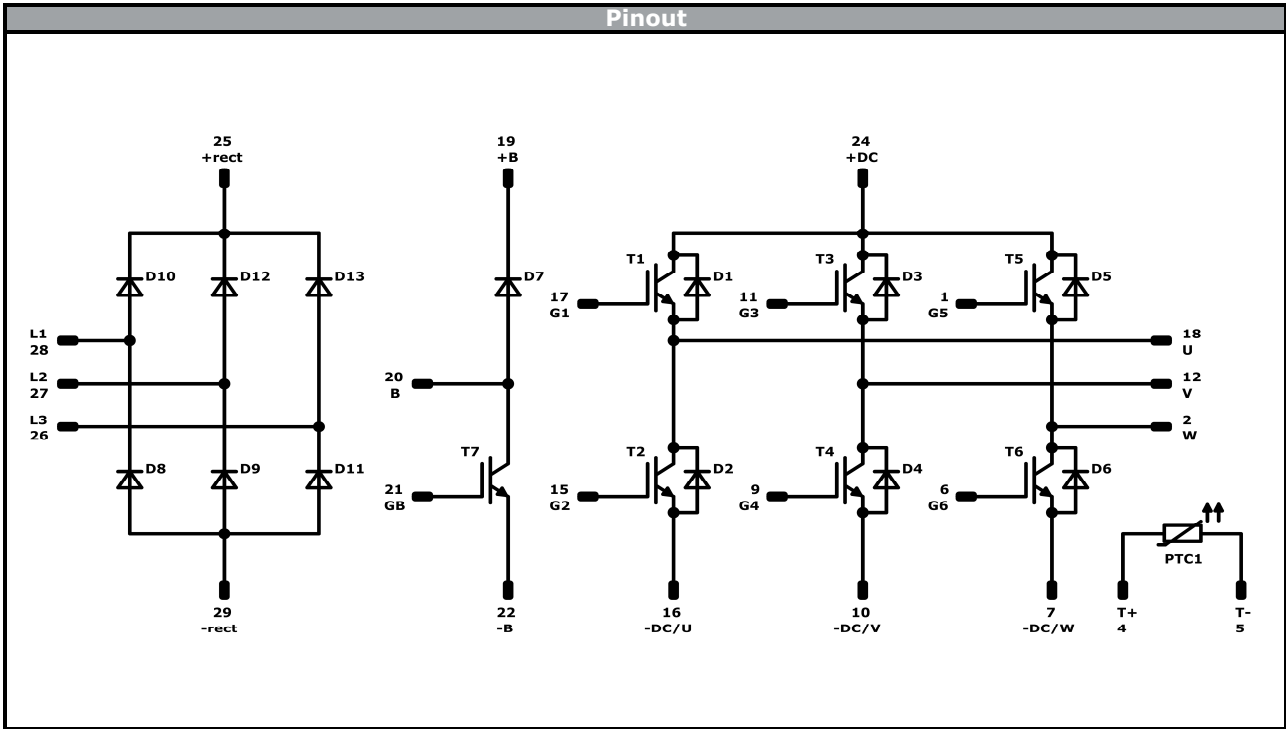 Pinout
25
+rect
19
+B
24
+DC
D10
D12
D13
D7
T1
D1
T3
D3
T5
D5
17
G1
11
G3
1
G5
L1
28
18
U
L2
27
20
B
12
V
L3
26
2
W
D8
D9
D11
T7
T2
D2
T4
D4
T6
D6
21
GB
15
G2
9
G4
6
G6
PTC1
29
-rect
22
-B
16
-DC/U
10
-DC/V
7
-DC/W
T+
4
T-
5